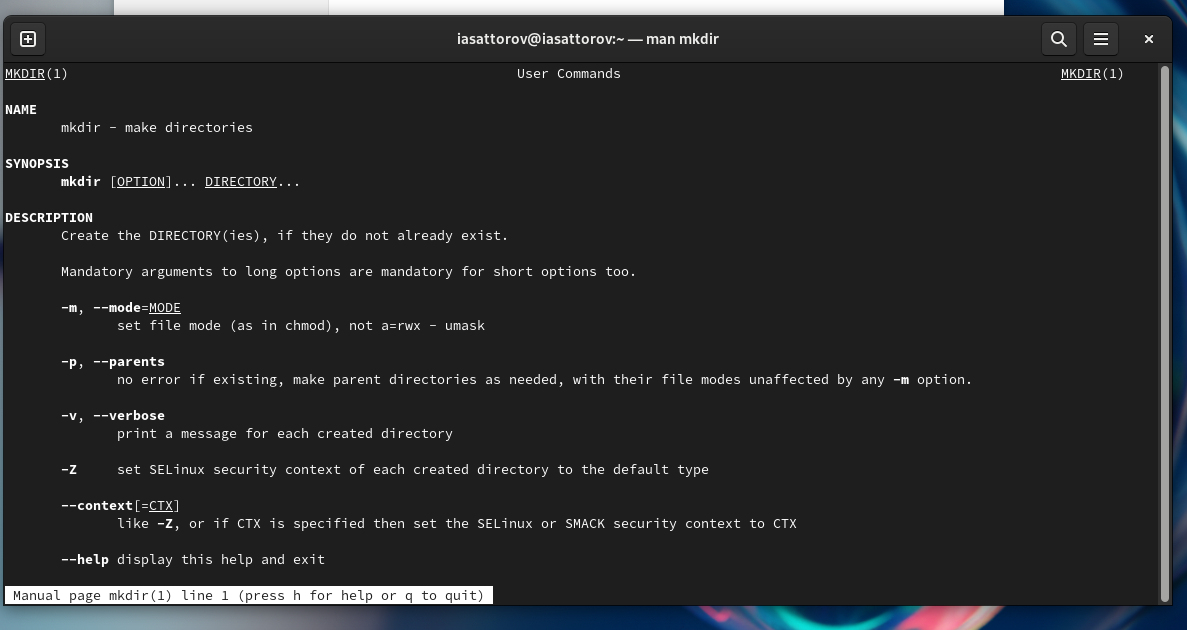 iasattorov@iasattorov:~ — man mkdir
MKDIR(1) User Commands MKDIR(1)
NAME
mkdir - make directories
SYNOPSIS
mkdir [OPTION]... DIRECTORY...
DESCRIPTION
Create the DIRECTORY(ies), if they do not already exist.
Mandatory arguments to long options are mandatory for short options too.
-m, --mode=MODE
set file mode (as in chmod), not a=rwx - umask
-p, --parents
no error if existing, make parent directories as needed, with their file modes unaffected by any -m option.
-v, --verbose
print a message for each created directory
-Z set SELinux security context of each created directory to the default type
--context[=CTX]
like -Z, or if CTX is specified then set the SELinux or SMACK security context to CTX
--help display this help and exit
Manual page mkdir(1) line 1 (press h for help or q to quit)